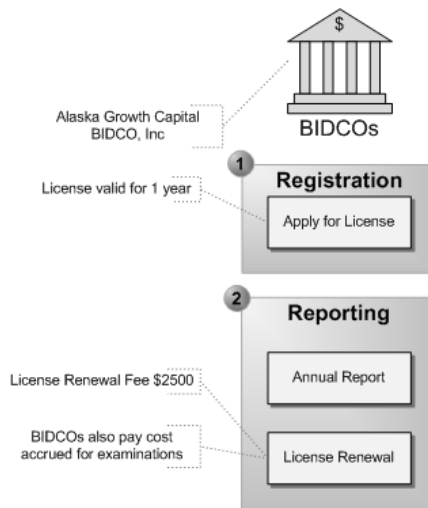 $
BIDCOs
Alaska Growth Capital
BIDCO, Inc
1
Registration
License valid for 1 year
Apply for License
2
Reporting
Annual Report
License Renewal Fee $2500
BIDCOs also pay cost
accrued for examinations
License Renewal